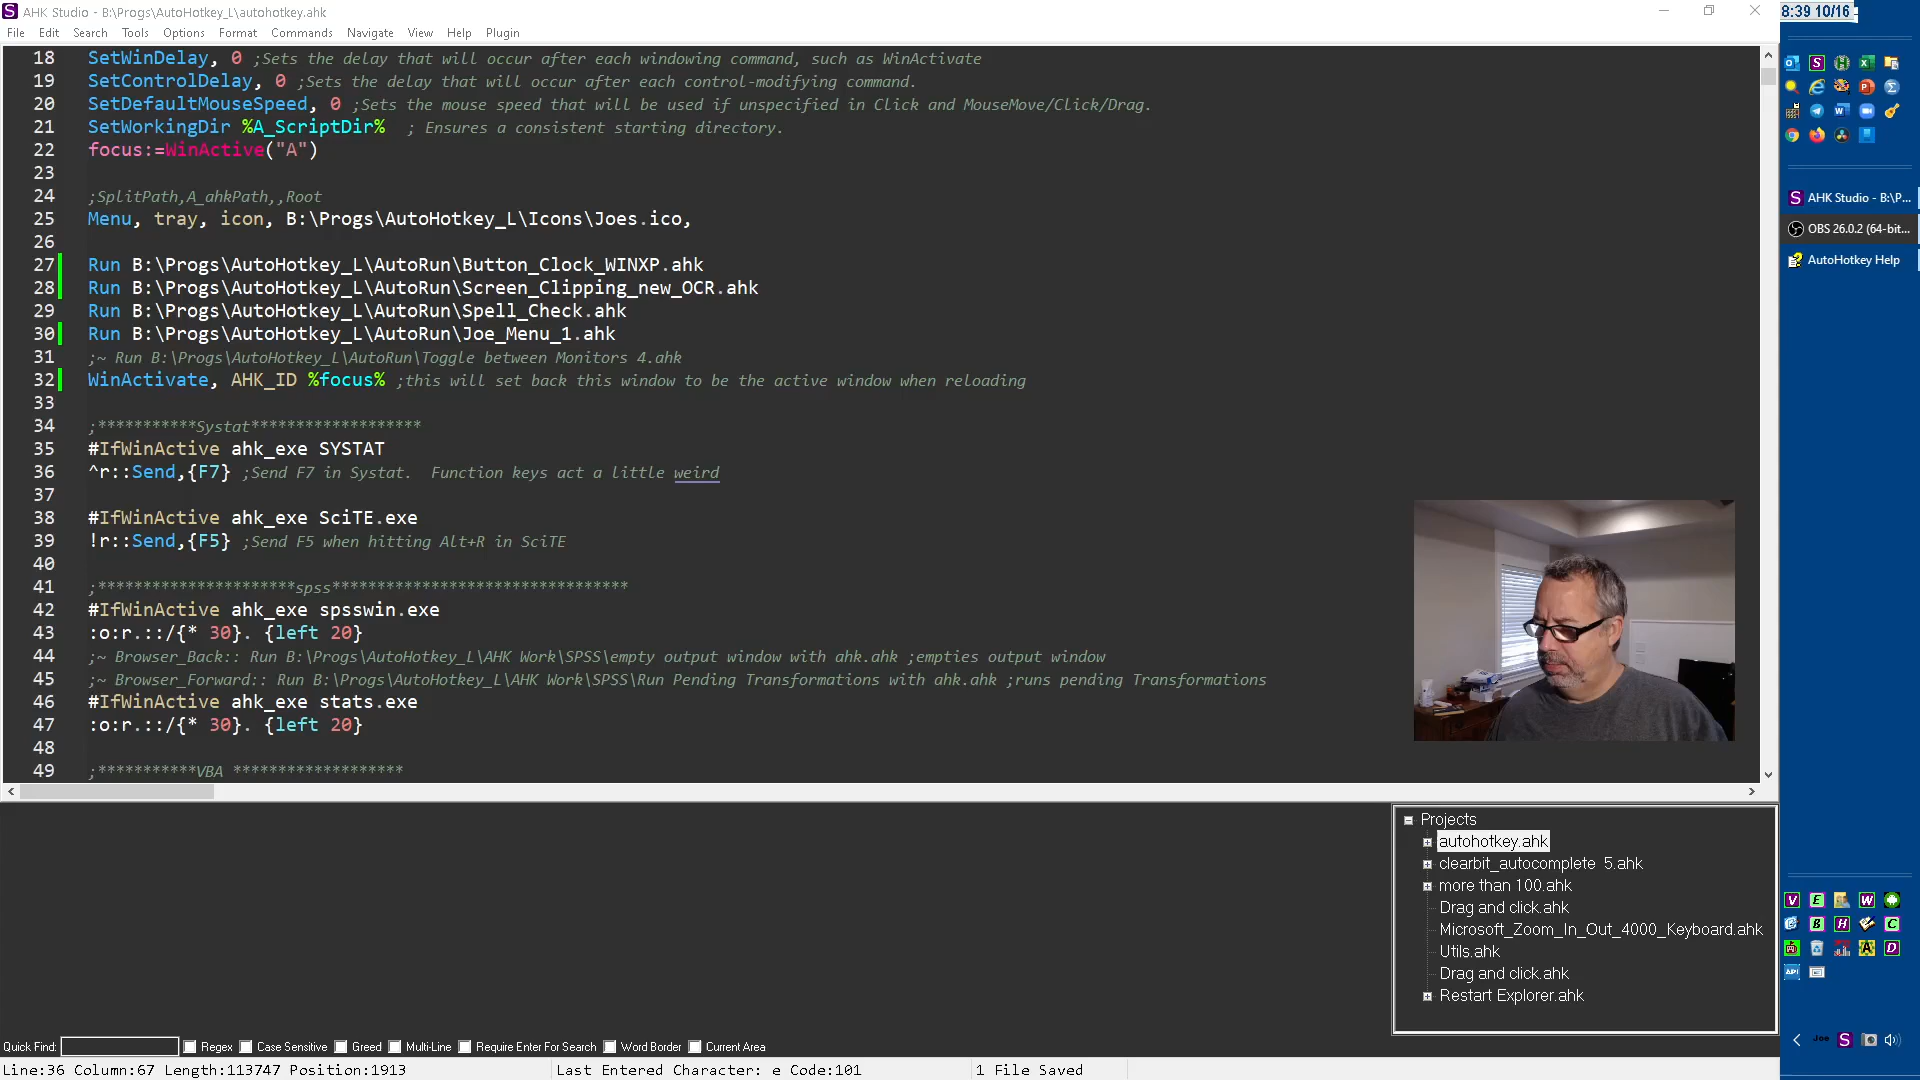 AHK Studio - B:\Progs\AutoHotkey_L\autohotkey.ahk
8:39 10/16
File Edit Search Tools Options Format Commands Navigate View Help Plugin
18 SetWinDelay, 0 ;Sets the delay that will occur after each windowing command, such as WinActivate
19 SetControlDelay, 0 ;Sets the delay that will occur after each control-modifying command.
20 SetDefaultMouseSpeed, 0 ;Sets the mouse speed that will be used if unspecified in Click and MouseMove/Click/Drag.
21 SetWorkingDir %A_ScriptDir% ; Ensures a consistent starting directory.
22 focus:=WinActive("A")
23
24 ;SplitPath,A_ahkPath,,Root
25 Menu, tray, icon, B:\Progs\AutoHotkey_L\Icons\Joes.ico,
26
27 Run B:\Progs\AutoHotkey_L\AutoRun\Button_Clock_WINXP.ahk
28 Run B:\Progs\AutoHotkey_L\AutoRun\Screen_Clipping_new_OCR.ahk
29 Run B:\Progs\AutoHotkey_L\AutoRun\Spell_Check.ahk
30 Run B:\Progs\AutoHotkey_L\AutoRun\Joe_Menu_1.ahk
31 ;~ Run B:\Progs\AutoHotkey_L\AutoRun\Toggle between Monitors 4.ahk
32 WinActivate, AHK_ID %focus% ;this will set back this window to be the active window when reloading
33
34 ;***********Systat*******************
35 #IfWinActive ahk_exe SYSTAT
36 ^r::Send,{F7} ;Send F7 in Systat.  Function keys act a little weird
37
38 #IfWinActive ahk_exe SciTE.exe
39 !r::Send,{F5} ;Send F5 when hitting Alt+R in SciTE
40
41 ;**********************spss*********************************
42 #IfWinActive ahk_exe spsswin.exe
43 :o:r.::/{* 30}. {left 20}
44 ;~ Browser_Back:: Run B:\Progs\AutoHotkey_L\AHK Work\SPSS\empty output window with ahk.ahk ;empties output window
45 ;~ Browser_Forward:: Run B:\Progs\AutoHotkey_L\AHK Work\SPSS\Run Pending Transformations with ahk.ahk ;runs pending Transformations
46 #IfWinActive ahk_exe stats.exe
47 :o:r.::/{* 30}. {left 20}
48
49 ;***********VBA *******************
AHK Studio - B:\P...
OBS 26.0.2 (64-bit...
AutoHotkey Help
Projects
autohotkey.ahk
clearbit_autocomplete 5.ahk
more than 100.ahk
Drag and click.ahk
Microsoft_Zoom_In_Out_4000_Keyboard.ahk
Utils.ahk
Drag and click.ahk
Restart Explorer.ahk
Quick Find: Regex Case Sensitive Greed Multi-Line Require Enter For Search Word Border Current Area
Line:36 Column:67 Length:113747 Position:1913 Last Entered Character: e Code:101 1 File Saved